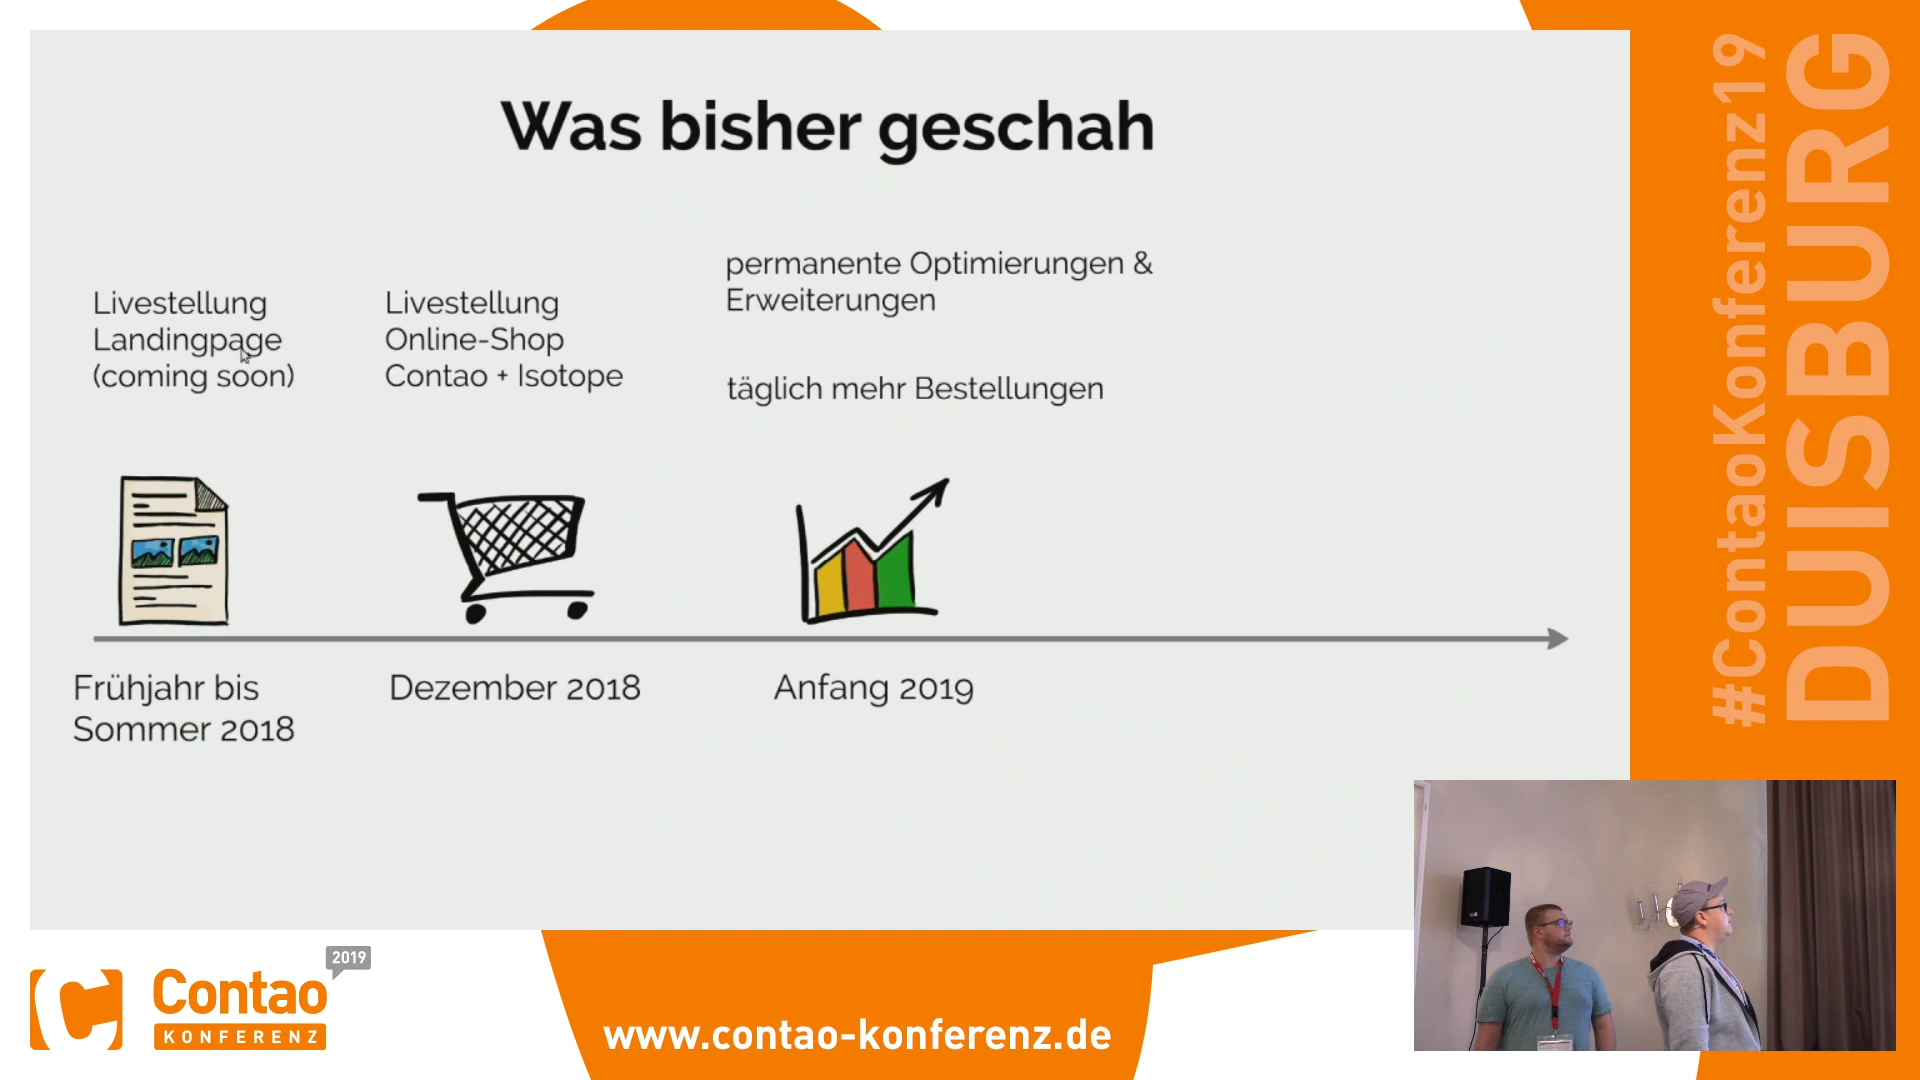 Was bisher geschah
Livestellung
Landingpage
(coming soon)
Livestellung
Online-Shop
Contao + Isotope
permanente Optimierungen &
Erweiterungen
täglich mehr Bestellungen
Frühjahr bis
Sommer 2018
Dezember 2018
Anfang 2019
#ContaoKonferenz19
DUISBURG
2019
Contao
KONFERENZ
www.contao-konferenz.de